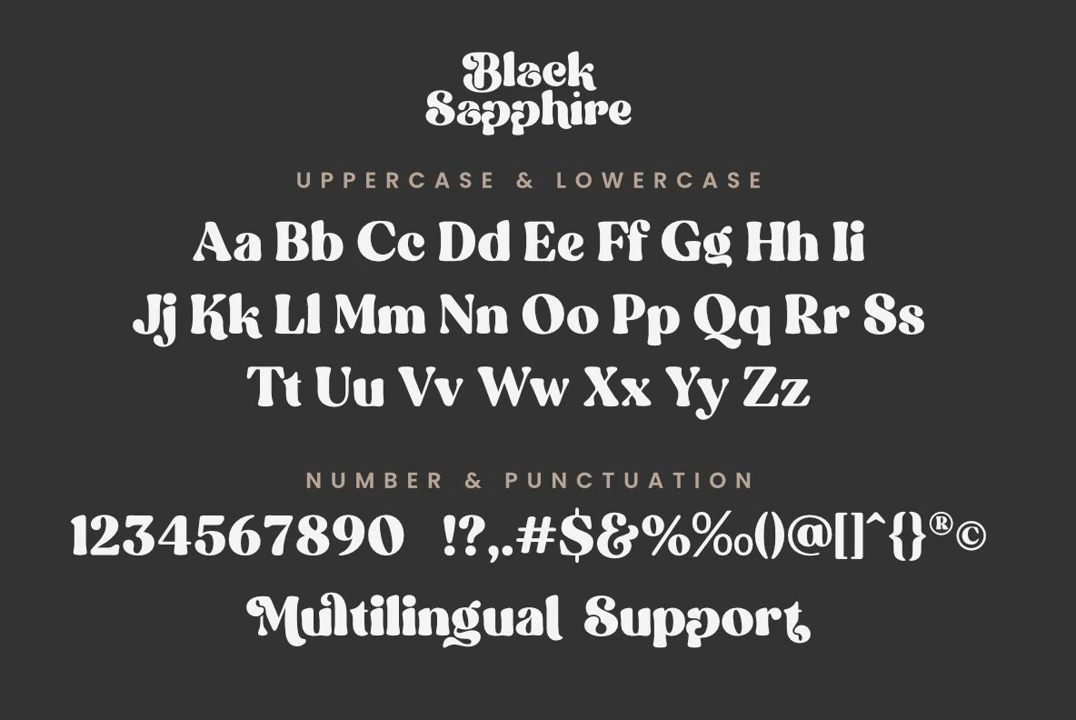 Black
Sapphire
UPPERCASE & LOWERCASE
Aa Bb Cc Dd Ee Ff Gg Hh Ii
Jj Kk Ll Mm Nn Oo Pp Qq Rr Ss
Tt Uu Vv Ww Xx Yy Zz
NUMBER & PUNCTUATION
1234567890 !?,.#$&%‰()@[]^{}®©
Multilingual Support